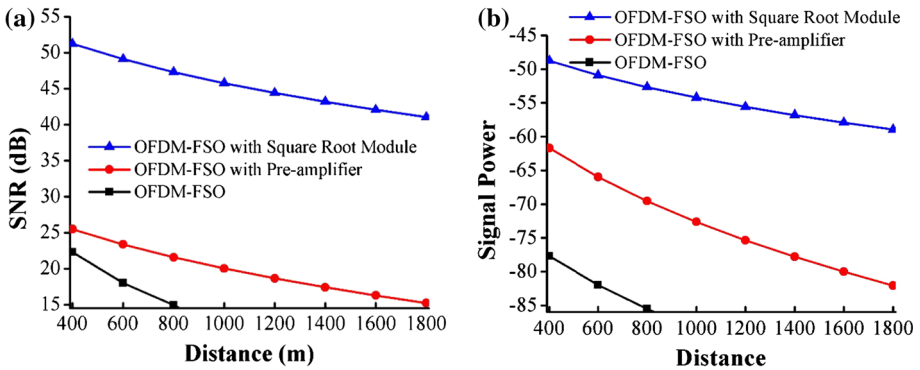 (a)
55
50
45
40
35
30
25
20
15
SNR (dB)
OFDM-FSO with Square Root Module
OFDM-FSO with Pre-amplifier
OFDM-FSO
400 600 800 1000 1200 1400 1600 1800
Distance (m)
(b)
OFDM-FSO with Square Root Module
OFDM-FSO with Pre-amplifier
OFDM-FSO
-45
-50
-55
-60
-65
-70
-75
-80
-85
Signal Power
400 600 800 1000 1200 1400 1600 1800
Distance